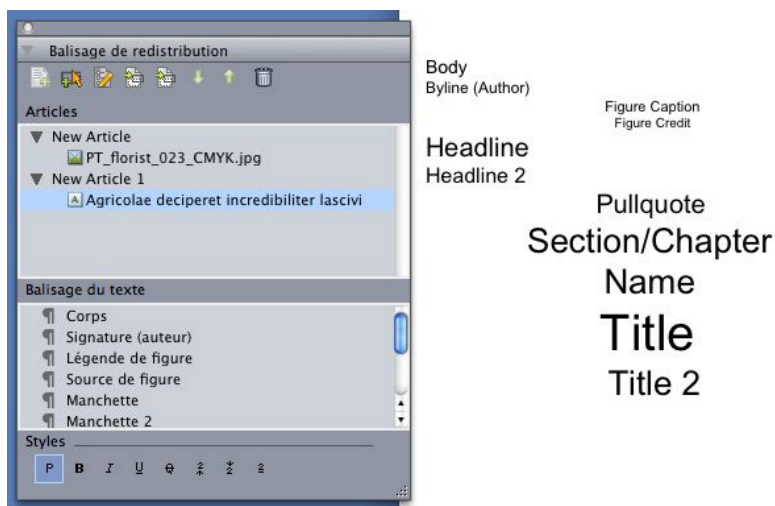 Balisage de redistribution
Articles
New Article
PT_florist_023_CMYK.jpg
New Article 1
A Agricolae deciperet incredibiliter lascivi
Balisage du texte
¶ Corps
¶ Signature (auteur)
¶ Légende de figure
¶ Source de figure
¶ Manchette
¶ Manchette 2
Styles
P B I U
Body
Byline (Author)
Figure Caption
Figure Credit
Headline
Headline 2
Pullquote
Section/Chapter
Name
Title
Title 2